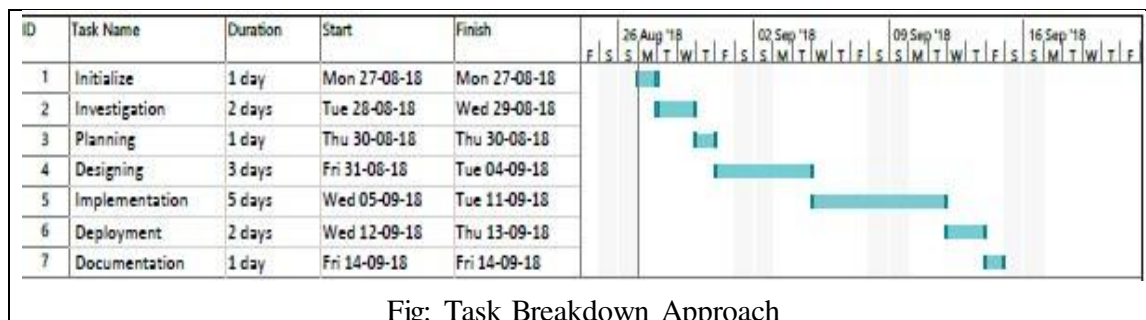 ID Task Name Duration Start Finish 26 Aug '18 02 Sep '18 09 Sep '18 16 Sep '18
F S S M T W T F S S M T W T F S S M T W T F S S M T W T F
1 Initialize 1 day Mon 27-08-18 Mon 27-08-18
2 Investigation 2 days Tue 28-08-18 Wed 29-08-18
3 Planning 1 day Thu 30-08-18 Thu 30-08-18
4 Designing 3 days Fri 31-08-18 Tue 04-09-18
5 Implementation 5 days Wed 05-09-18 Tue 11-09-18
6 Deployment 2 days Wed 12-09-18 Thu 13-09-18
7 Documentation 1 day Fri 14-09-18 Fri 14-09-18
Fig: Task Breakdown Approach